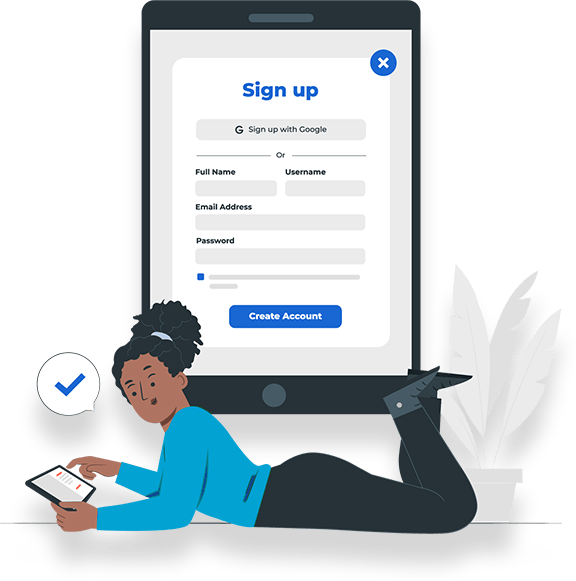 Sign up
G Sign up with Google
Or
Full Name Username
Email Address
Password
Create Account